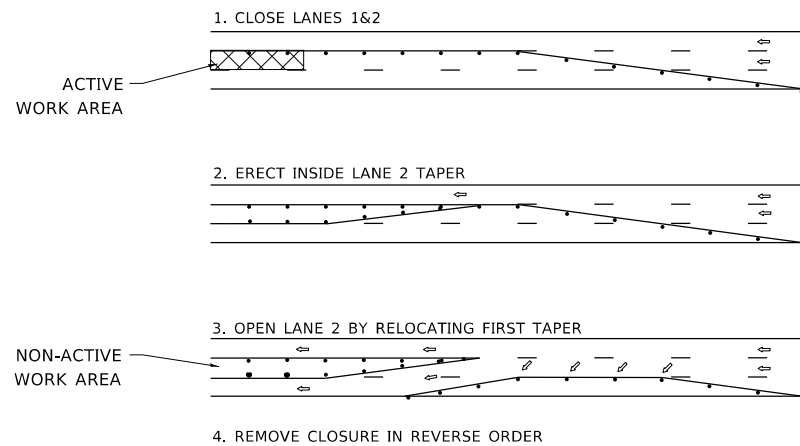 1. CLOSE LANES 1&2
ACTIVE
WORK AREA
2. ERECT INSIDE LANE 2 TAPER
3. OPEN LANE 2 BY RELOCATING FIRST TAPER
NON-ACTIVE
WORK AREA
4. REMOVE CLOSURE IN REVERSE ORDER